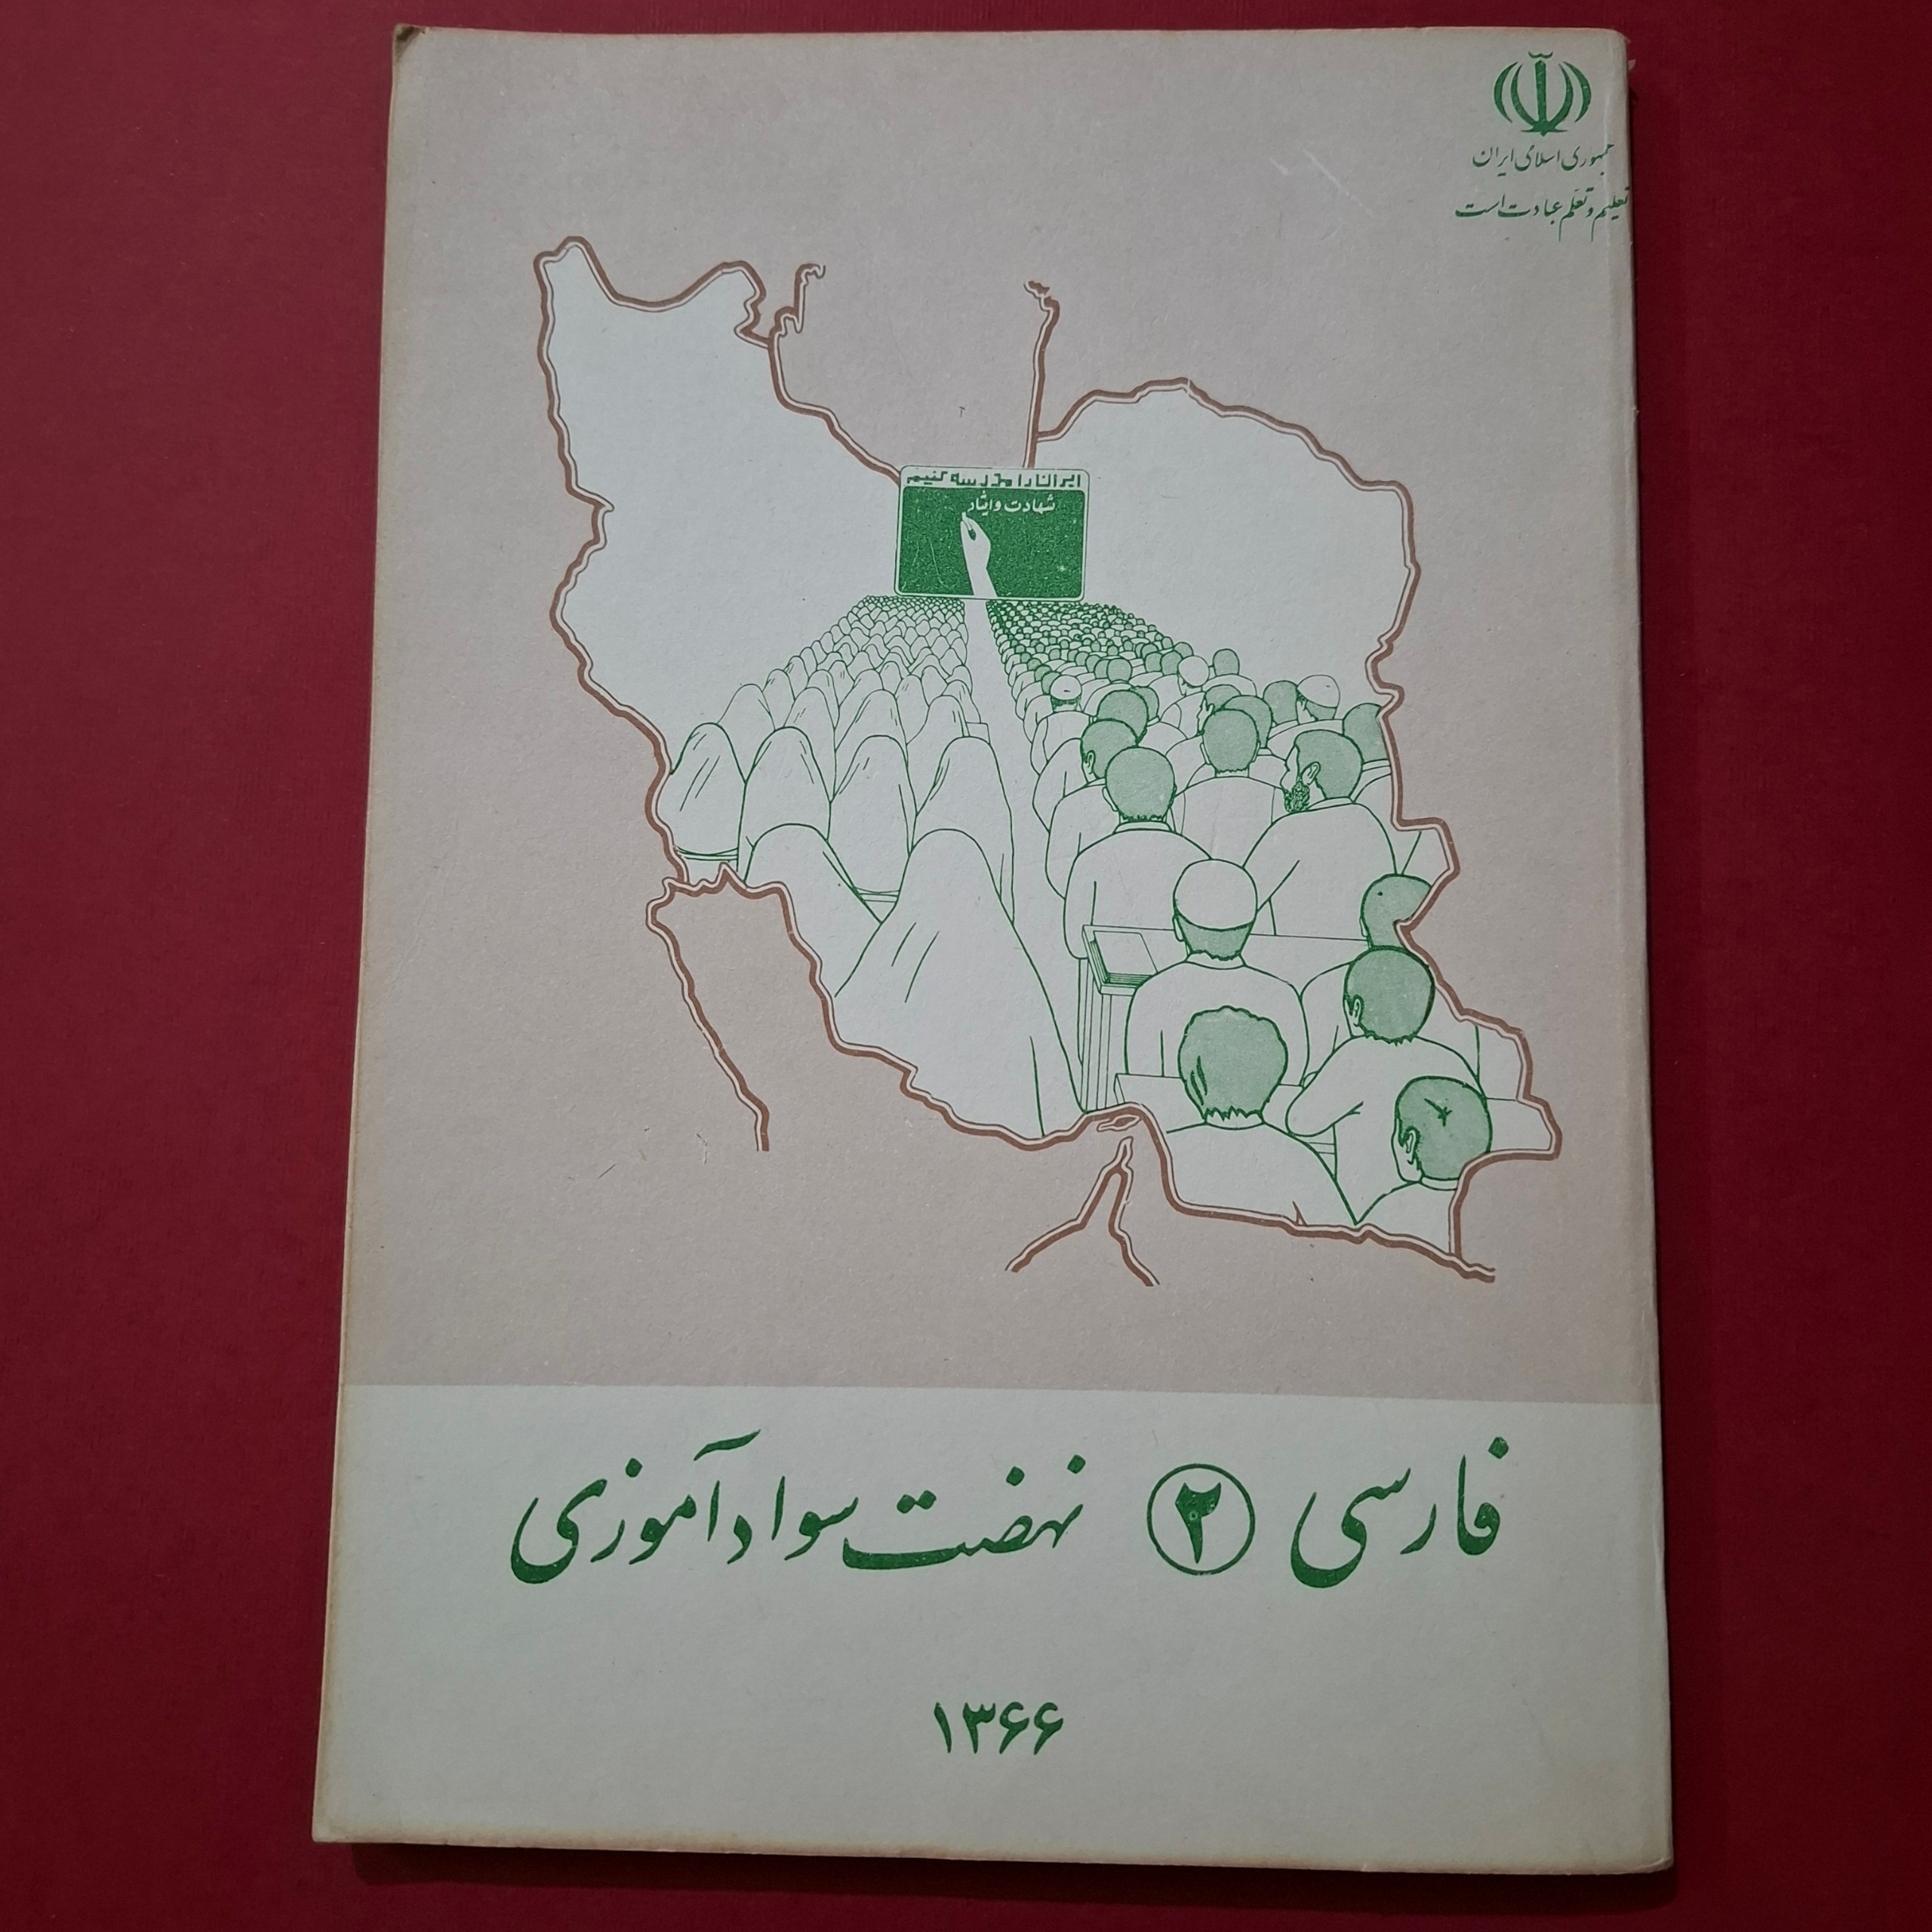 جمهوری اسلامی ایران
تعلیم و تعلم عبادت است
ایران را مدرسه کنیم
شهادت و ایثار
فارسی ۲ نهضت سوادآموزی
۱۳۶۶